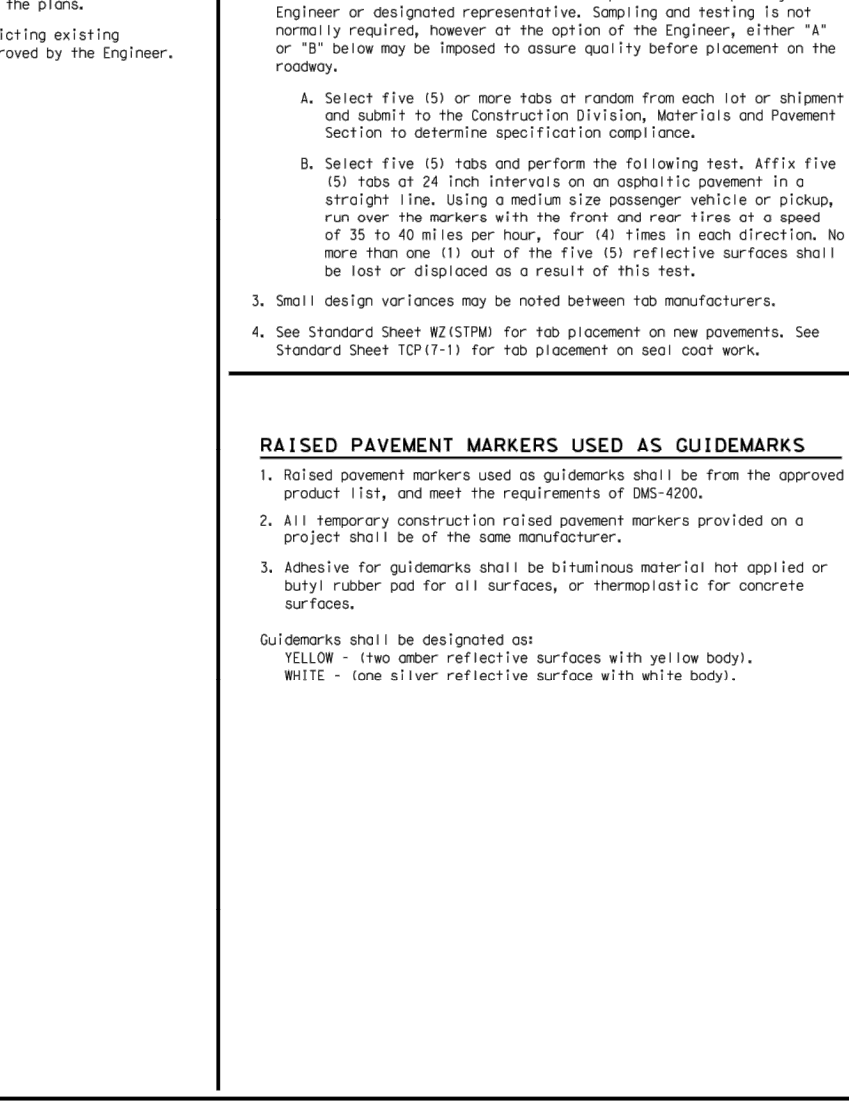 the plans.
icting existing
roved by the Engineer.
Engineer or designated representative. Sampling and testing is not
normally required, however at the option of the Engineer, either "A"
or "B" below may be imposed to assure quality before placement on the
roadway.
A. Select five (5) or more tabs at random from each lot or shipment
and submit to the Construction Division, Materials and Pavement
Section to determine specification compliance.
B. Select five (5) tabs and perform the following test. Affix five
(5) tabs at 24 inch intervals on an asphaltic pavement in a
straight line. Using a medium size passenger vehicle or pickup,
run over the markers with the front and rear tires at a speed
of 35 to 40 miles per hour, four (4) times in each direction. No
more than one (1) out of the five (5) reflective surfaces shall
be lost or displaced as a result of this test.
3. Small design variances may be noted between tab manufacturers.
4. See Standard Sheet WZ(STPM) for tab placement on new pavements. See
Standard Sheet TCP(7-1) for tab placement on seal coat work.
RAISED PAVEMENT MARKERS USED AS GUIDEMARKS
1. Raised pavement markers used as guidemarks shall be from the approved
product list, and meet the requirements of DMS-4200.
2. All temporary construction raised pavement markers provided on a
project shall be of the same manufacturer.
3. Adhesive for guidemarks shall be bituminous material hot applied or
butyl rubber pad for all surfaces, or thermoplastic for concrete
surfaces.
Guidemarks shall be designated as:
YELLOW - (two amber reflective surfaces with yellow body).
WHITE - (one silver reflective surface with white body).